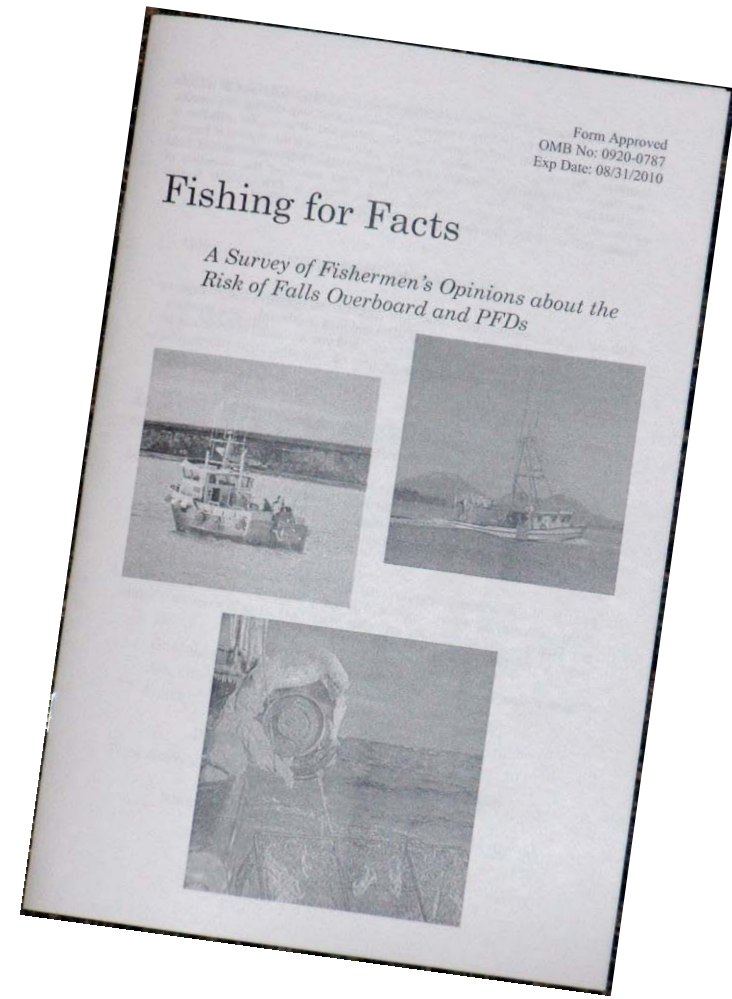 Form Approved
OMB No: 0920-0787
Exp Date: 08/31/2010
Fishing for Facts
A Survey of Fishermen's Opinions about the
Risk of Falls Overboard and PFDs